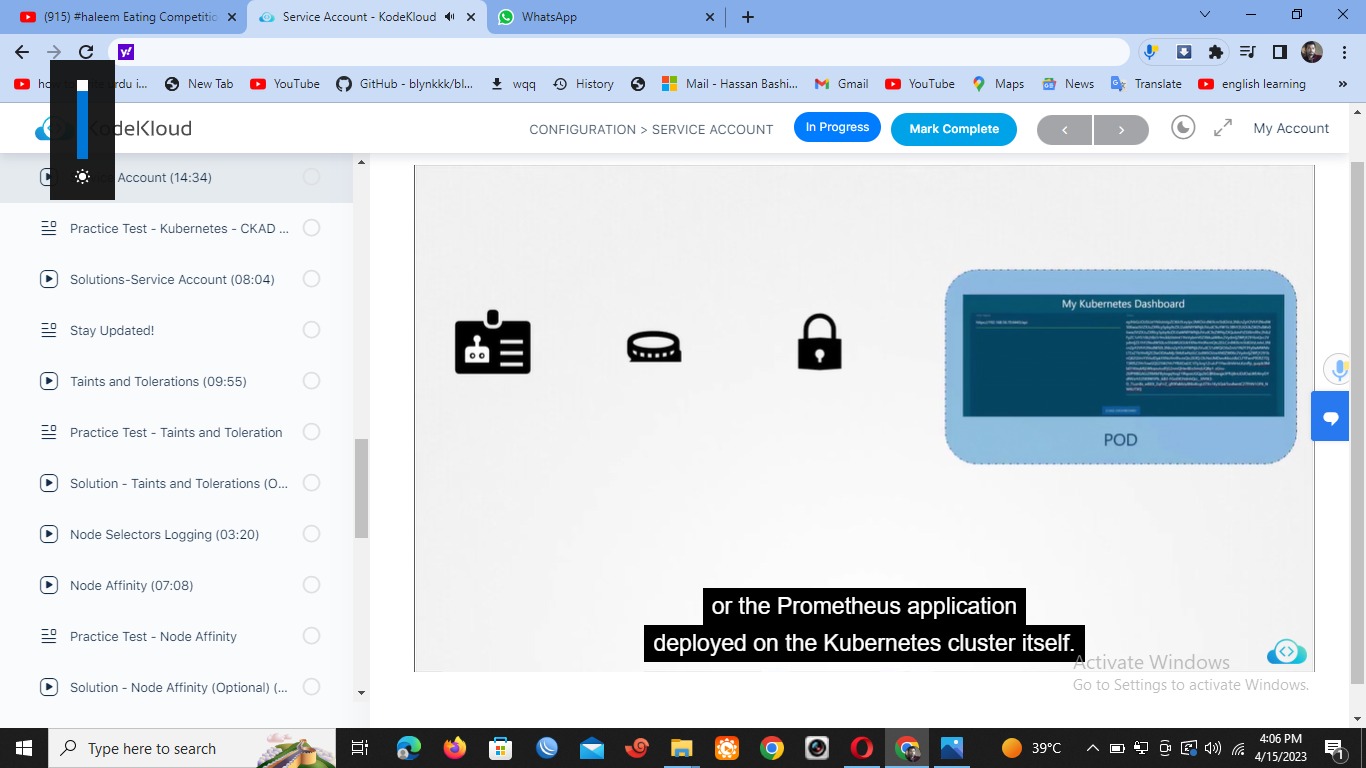 (915) #haleem Eating Competitio
Service Account - KodeKloud
WhatsApp
y!
New Tab
YouTube
GitHub - blynkkk/bl...
wqq
History
Mail - Hassan Bashi...
Gmail
YouTube
Maps
News
Translate
english learning
»
KodeKloud
CONFIGURATION > SERVICE ACCOUNT
In Progress
Mark Complete
<
>
My Account
Account (14:34)
Practice Test - Kubernetes - CKAD ...
Solutions-Service Account (08:04)
Stay Updated!
Taints and Tolerations (09:55)
Practice Test - Taints and Toleration
Solution - Taints and Tolerations (O...
Node Selectors Logging (03:20)
Node Affinity (07:08)
Practice Test - Node Affinity
Solution - Node Affinity (Optional) (...
My Kubernetes Dashboard
POD
or the Prometheus application
deployed on the Kubernetes cluster itself.
Activate Windows
Go to Settings to activate Windows.
Type here to search
39°C
4:06 PM
4/15/2023
1